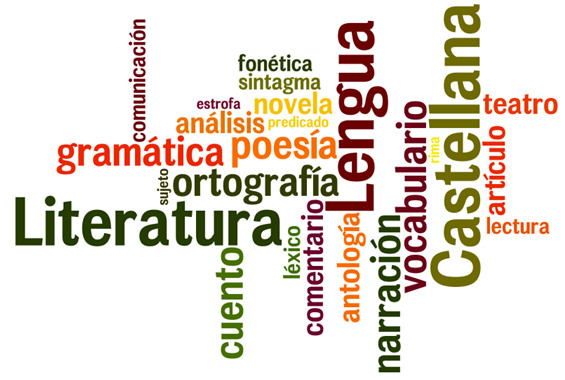 comunicación
fonética
sintagma
estrofa
novela
análisis
predicado
gramática
poesía
sujeto
ortografía
Literatura
Lengua
Castellana
teatro
vocabulario
rima
artículo
lectura
cuento
léxico
comentario
antología
narración